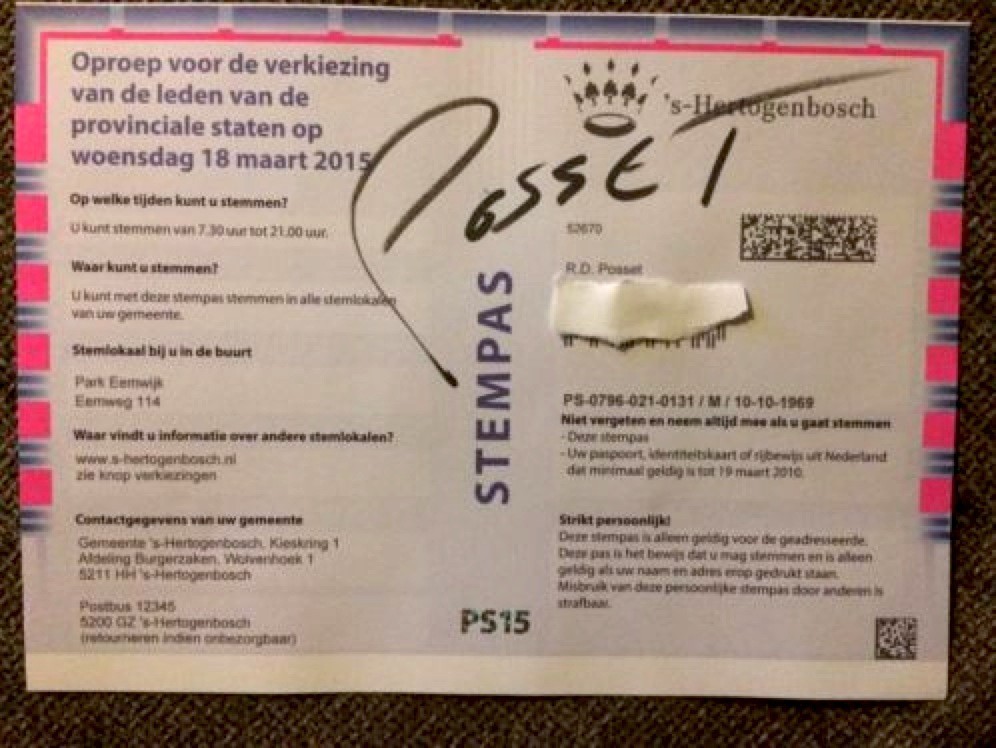 Oproep voor de verkiezing
van de leden van de
provinciale staten op
woensdag 18 maart 2015
Op welke tijden kunt u stemmen?
U kunt stemmen van 7.30 uur tot 21.00 uur.
Waar kunt u stemmen?
U kunt met deze stempas stemmen in alle stemlokalen
van uw gemeente.
Stemlokaal bij u in de buurt
Park Eemwijk
Eemweg 114
Waar vindt u informatie over andere stemlokalen?
www.s-hertogenbosch.nl
zie knop verkiezingen
Contactgegevens van uw gemeente
Gemeente 's-Hertogenbosch, Kieskring 1
Afdeling Burgerzaken, Wolvenhoek 1
5211 HH 's-Hertogenbosch
Postbus 12345
5200 GZ 's-Hertogenbosch
(retourneren indien onbezorgbaar)
STEMPAS
PS15
's-Hertogenbosch
PosseT
52670
R.D. Posset
PS-0796-021-0131 / M / 10-10-1969
Niet vergeten en neem altijd mee als u gaat stemmen
- Deze stempas
- Uw paspoort, identiteitskaart of rijbewijs uit Nederland
dat minimaal geldig is tot 19 maart 2010.
Strikt persoonlijk!
Deze stempas is alleen geldig voor de geadresseerde.
Deze pas is het bewijs dat u mag stemmen en is alleen
geldig als uw naam en adres erop gedrukt staan.
Misbruik van deze persoonlijke stempas door anderen is
strafbaar.